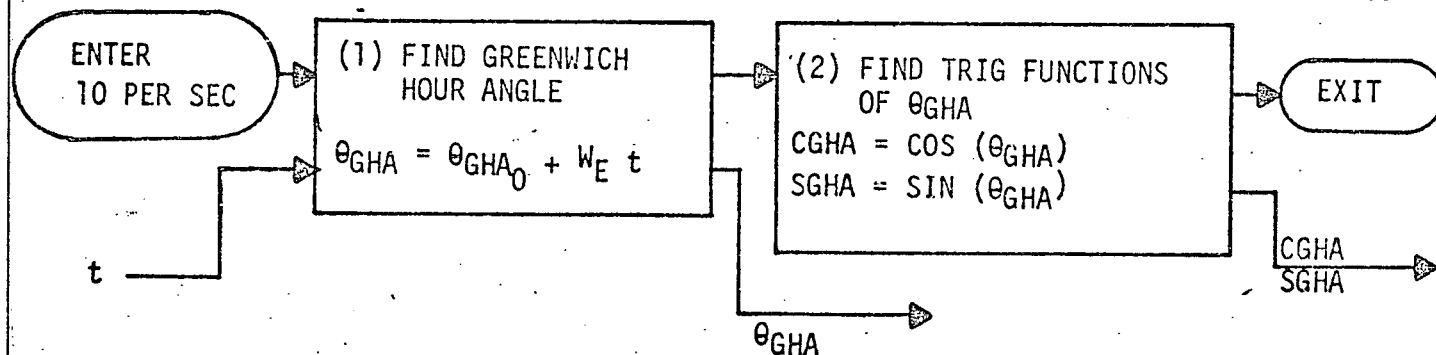 ENTER
10 PER SEC
(1) FIND GREENWICH
HOUR ANGLE
θGHA = θGHA0 + WE t
(2) FIND TRIG FUNCTIONS
OF θGHA
CGHA = COS (θGHA)
SGHA = SIN (θGHA)
EXIT
t
θGHA
CGHA
SGHA